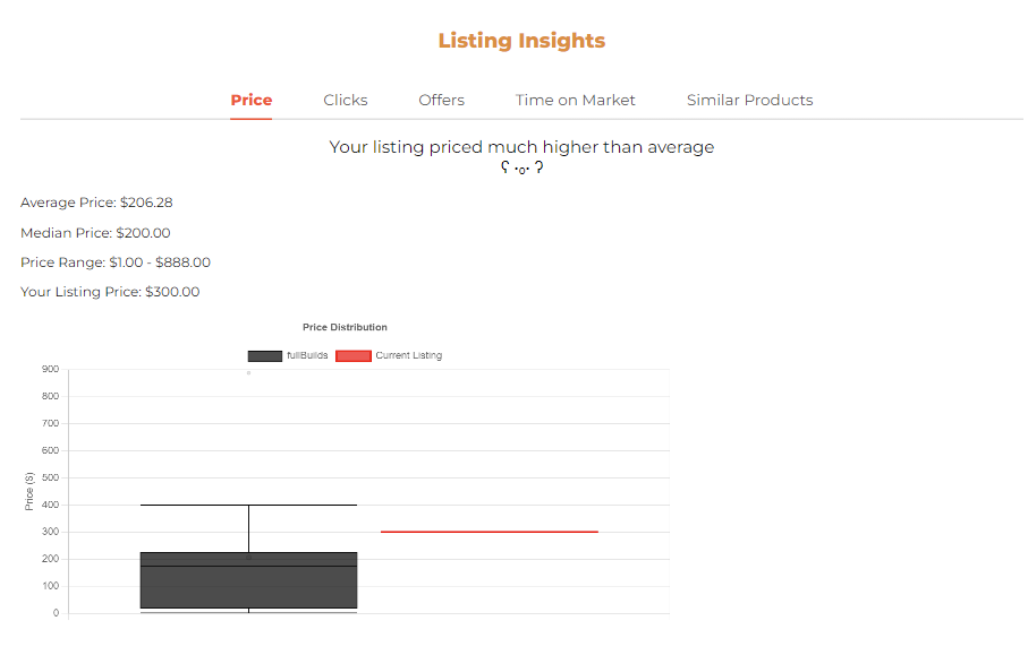 Listing Insights
Price Clicks Offers Time on Market Similar Products
Your listing priced much higher than average
ʕ ·ₒ· ʔ
Average Price: $206.28
Median Price: $200.00
Price Range: $1.00 - $888.00
Your Listing Price: $300.00
Price Distribution
fullBuilds Current Listing
900
800
700
600
500
400
300
200
100
0
Price ($)